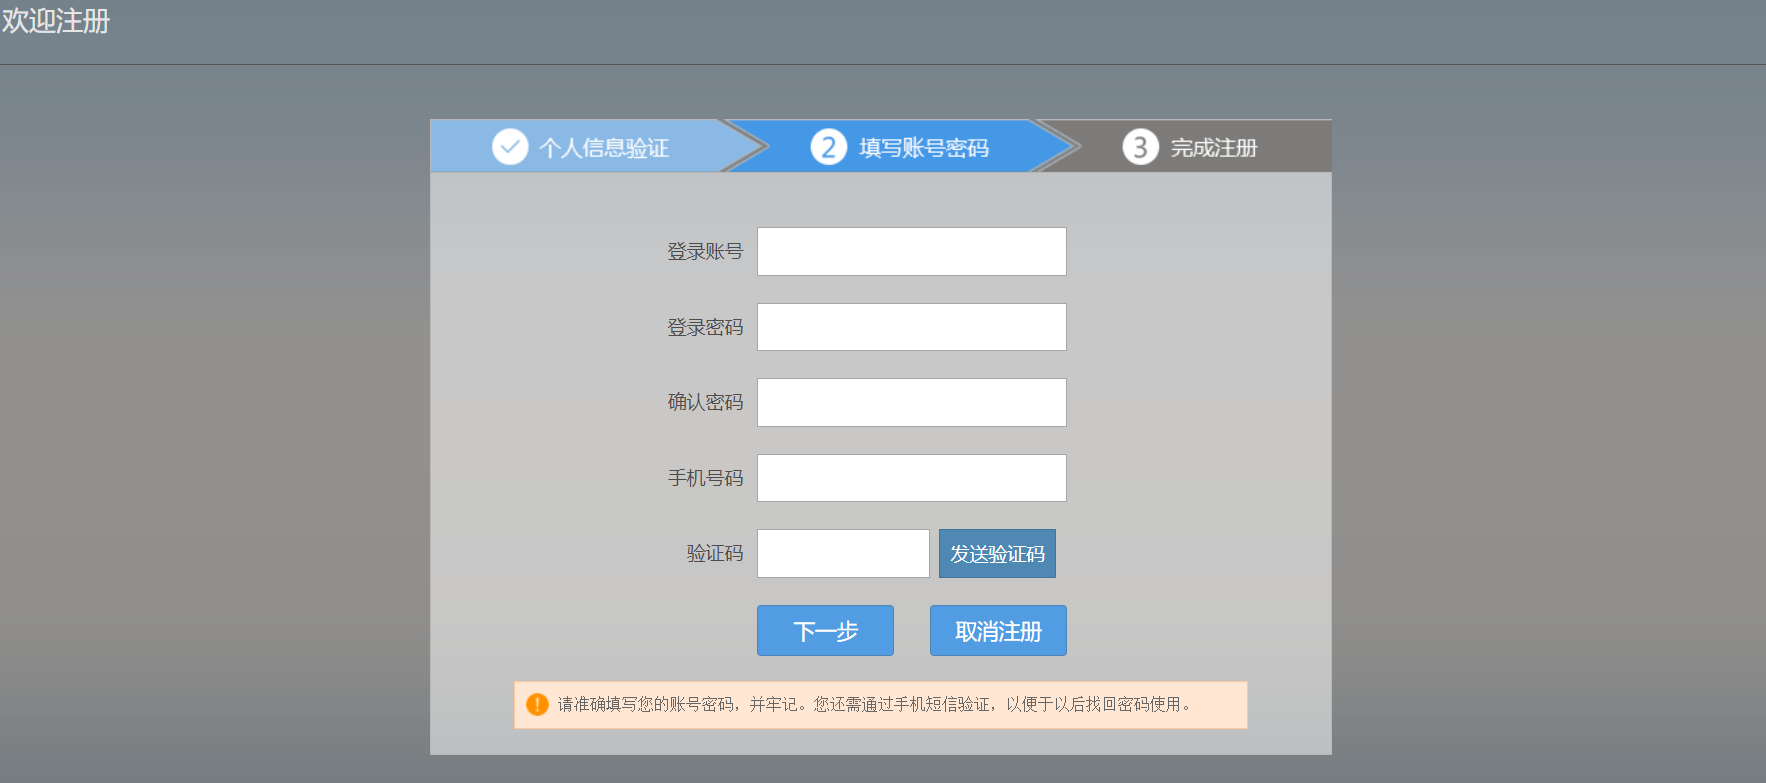 欢迎注册
个人信息验证
2 填写账号密码
3 完成注册
登录账号
登录密码
确认密码
手机号码
验证码 发送验证码
下一步 取消注册
请准确填写您的账号密码，并牢记。您还需通过手机短信验证，以便于以后找回密码使用。